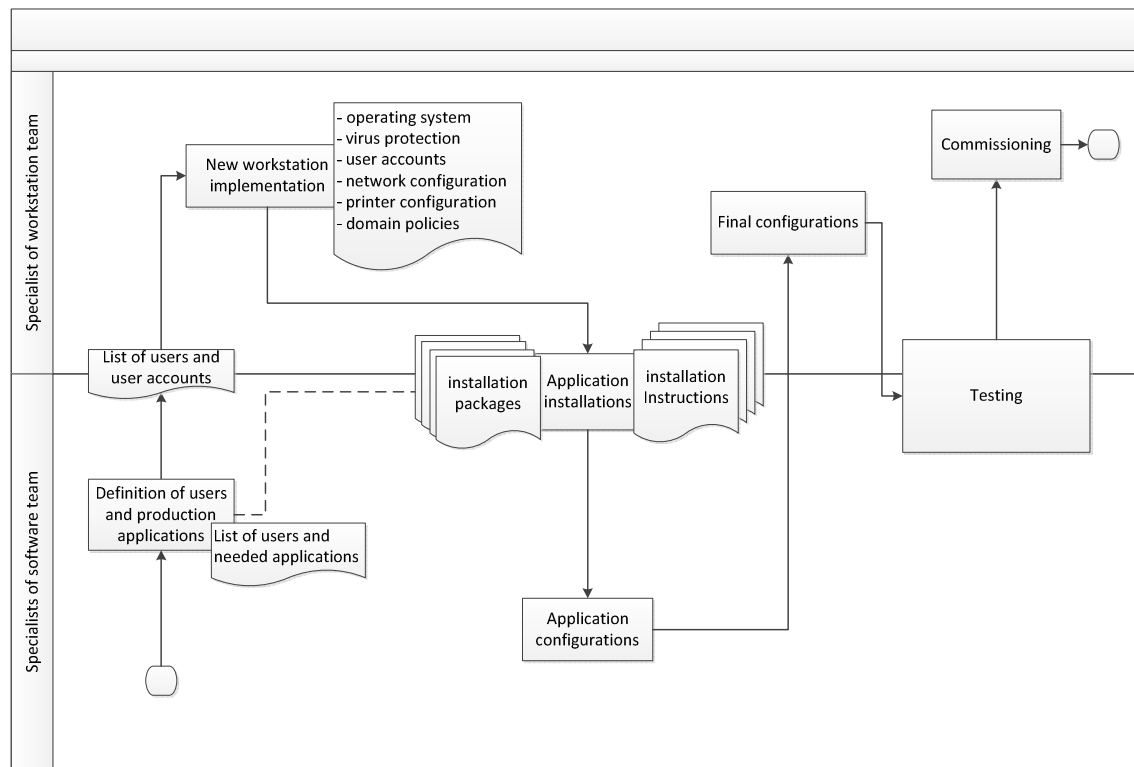 Specialist of workstation team
New workstation
implementation
- operating system
- virus protection
- user accounts
- network configuration
- printer configuration
- domain policies
Commissioning
Final configurations
List of users and
user accounts
installation
packages
Application
installations
installation
Instructions
Testing
Specialists of software team
Definition of users
and production
applications
List of users and
needed applications
Application
configurations